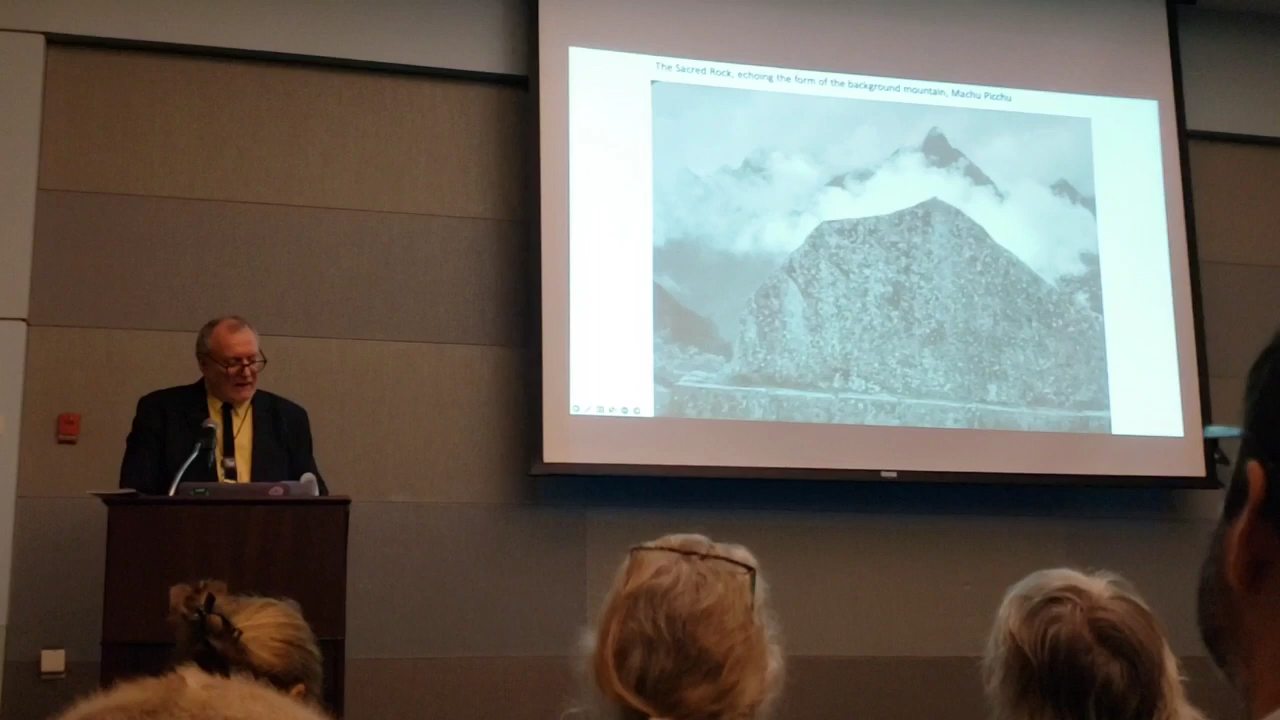 The Sacred Rock, echoing the form of the background mountain, Machu Picchu